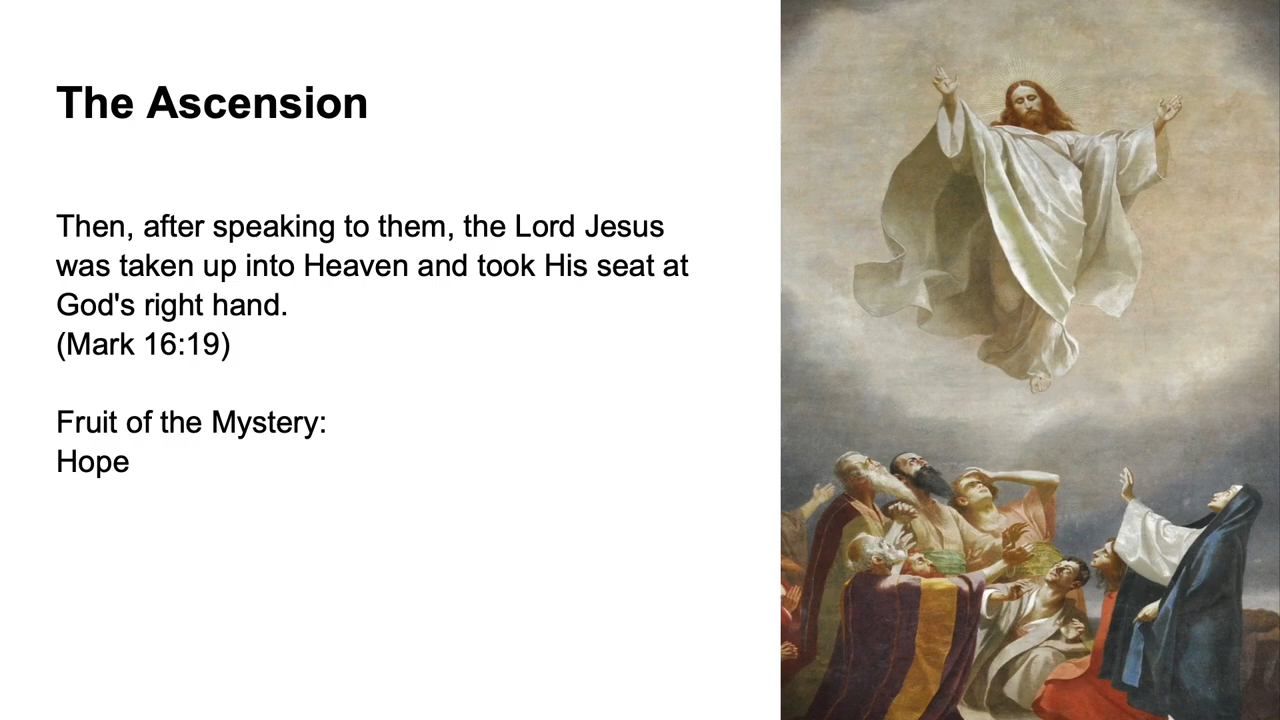 The Ascension
Then, after speaking to them, the Lord Jesus
was taken up into Heaven and took His seat at
God's right hand.
(Mark 16:19)
Fruit of the Mystery:
Hope